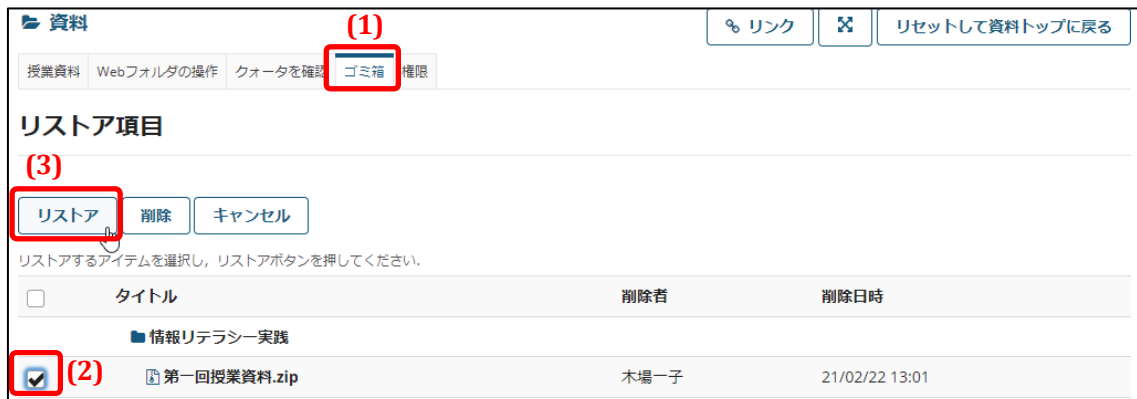 資料 (1) リンク リセットして資料トップに戻る
授業資料 Webフォルダの操作 クォータを確認 ゴミ箱 権限
リストア項目
(3)
リストア 削除 キャンセル
リストアするアイテムを選択し，リストアボタンを押してください．
タイトル 削除者 削除日時
情報リテラシー実践
(2) 第一回授業資料.zip 木場一子 21/02/22 13:01